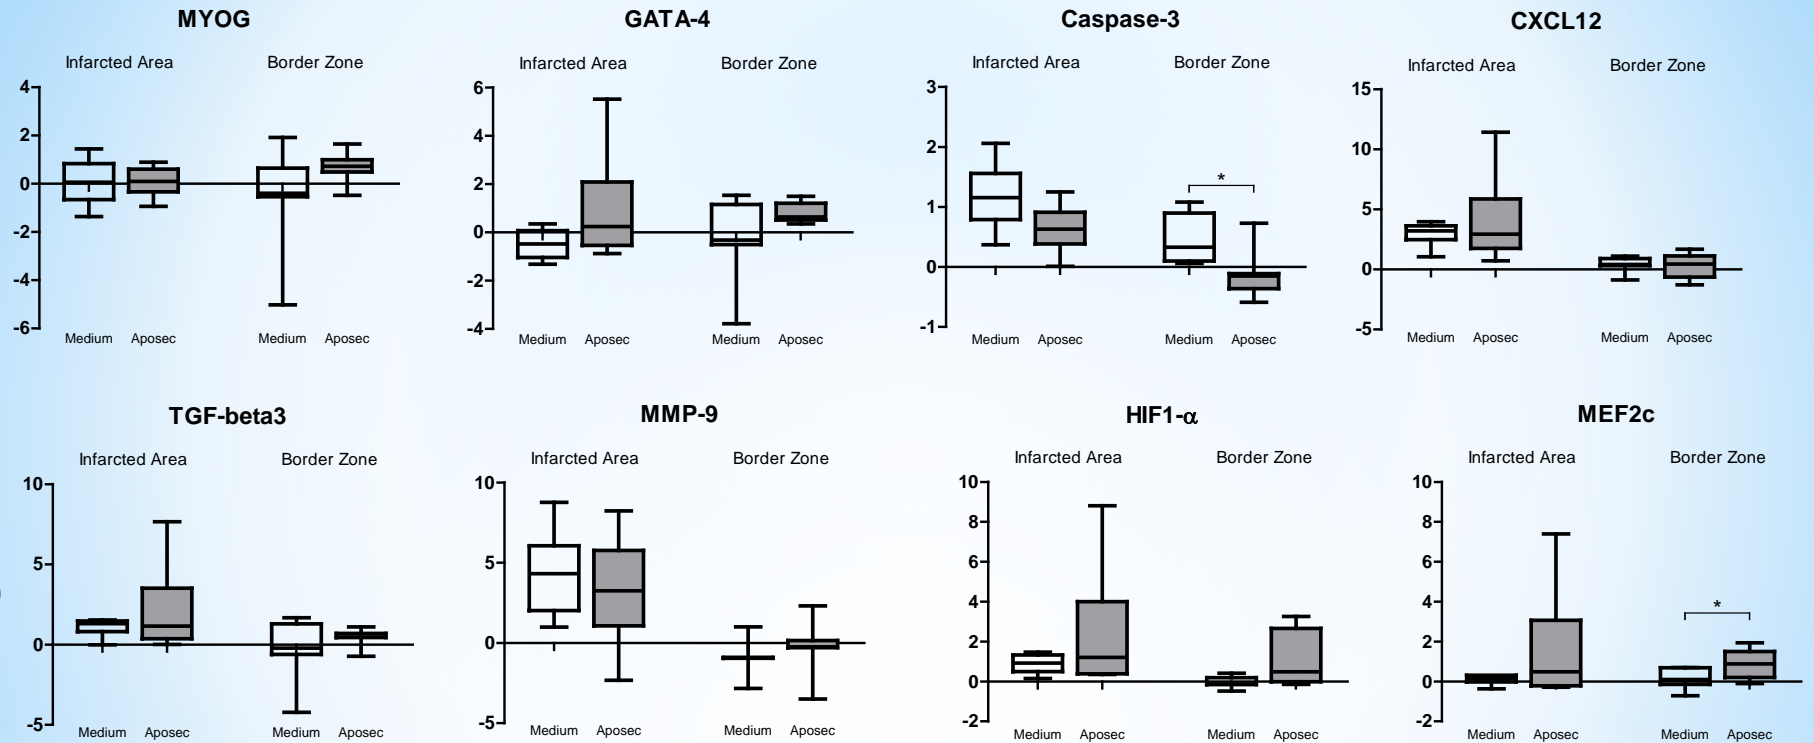 MYOG
Infarcted Area Border Zone
4
2
0
-2
-4
-6
Medium Aposec Medium Aposec
GATA-4
Infarcted Area Border Zone
6
4
2
0
-2
-4
Medium Aposec Medium Aposec
Caspase-3
Infarcted Area Border Zone
3
2
1
0
-1
*
Medium Aposec Medium Aposec
CXCL12
Infarcted Area Border Zone
15
10
5
0
-5
Medium Aposec Medium Aposec
TGF-beta3
Infarcted Area Border Zone
10
5
0
-5
Medium Aposec Medium Aposec
MMP-9
Infarcted Area Border Zone
10
5
0
-5
Medium Aposec Medium Aposec
HIF1-α
Infarcted Area Border Zone
10
8
6
4
2
0
-2
Medium Aposec Medium Aposec
MEF2c
Infarcted Area Border Zone
10
8
6
4
2
0
-2
*
Medium Aposec Medium Aposec